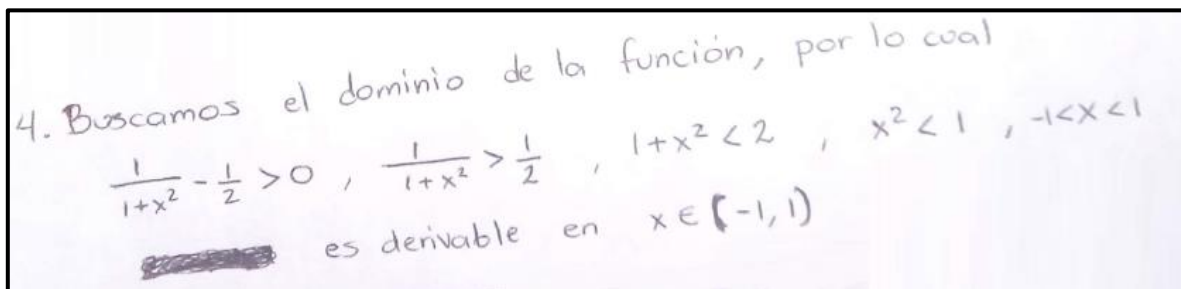 4. Buscamos el dominio de la función, por lo cual
1/(1+x²) - 1/2 > 0 , 1/(1+x²) > 1/2 , 1+x² < 2 , x² < 1 , -1<x<1
es derivable en x ∈ (-1, 1)